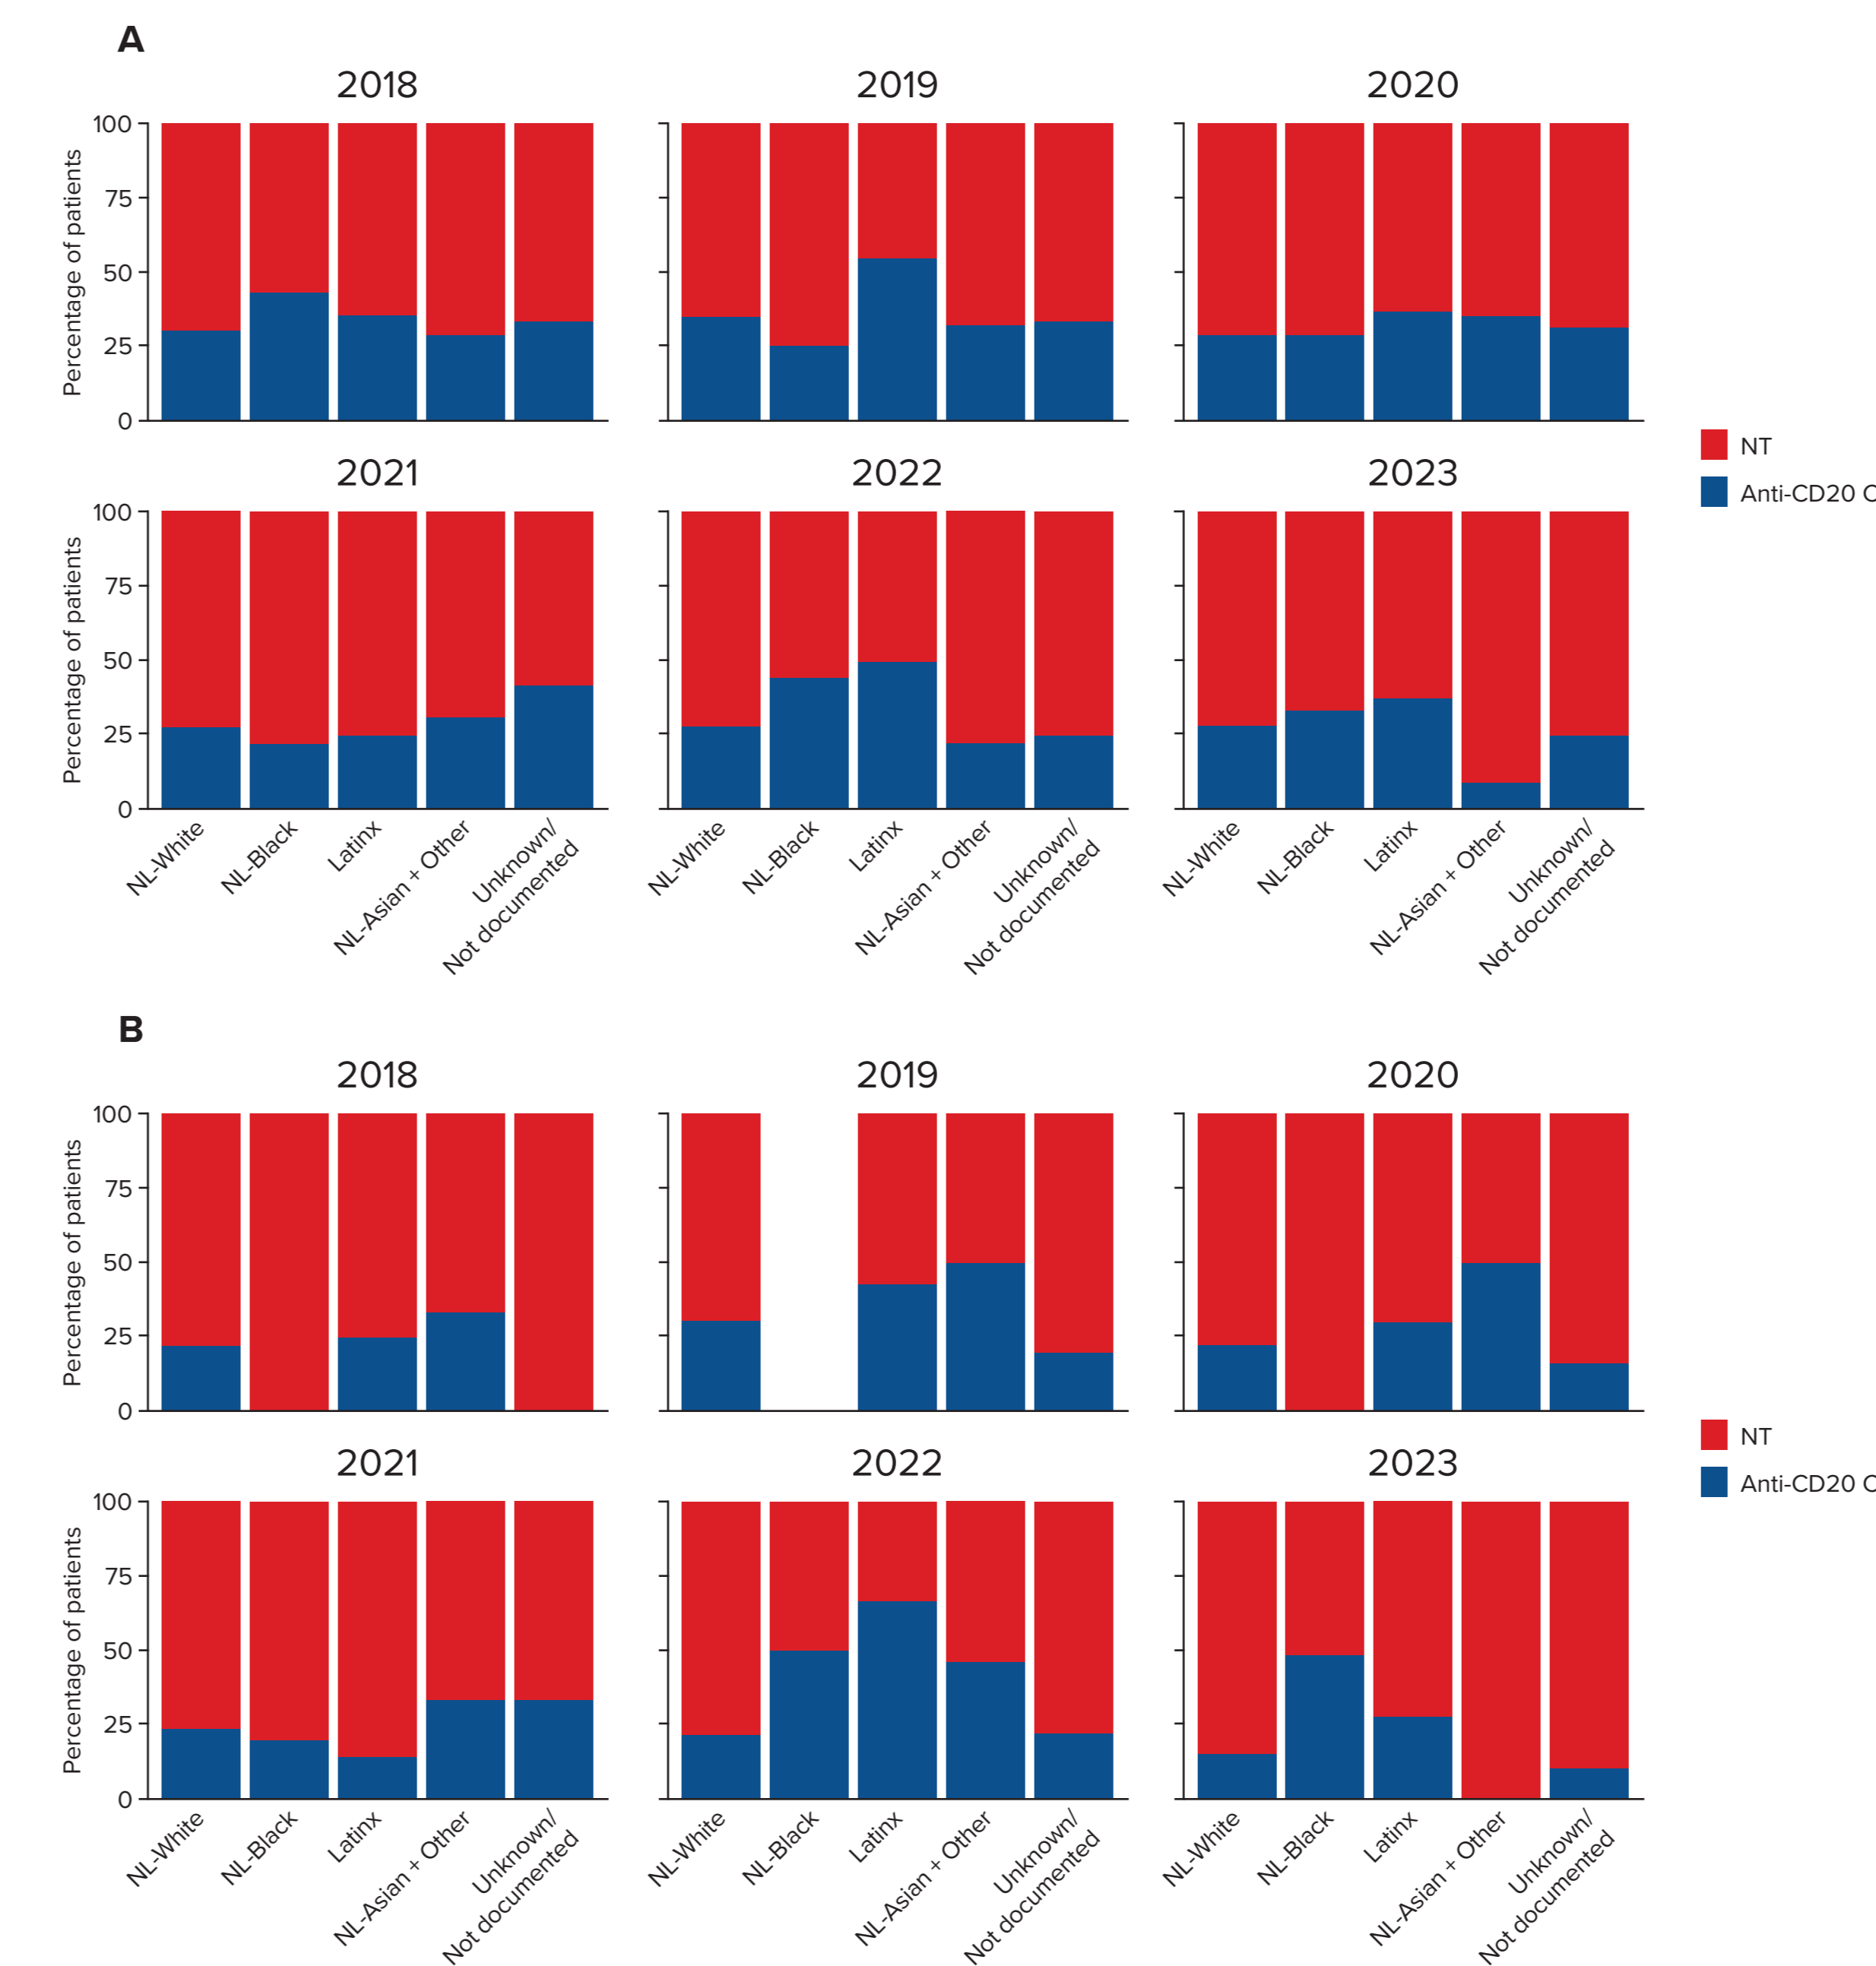 A
2018
2019
2020
Percentage of patients
100
75
50
25
0
NT
Anti-CD20 C
2021
2022
2023
Percentage of patients
100
75
50
25
0
NL-White
NL-Black
Latinx
NL-Asian + Other
Unknown/
Not documented
NL-White
NL-Black
Latinx
NL-Asian + Other
Unknown/
Not documented
NL-White
NL-Black
Latinx
NL-Asian + Other
Unknown/
Not documented
B
2018
2019
2020
Percentage of patients
100
75
50
25
0
NT
Anti-CD20 C
2021
2022
2023
Percentage of patients
100
75
50
25
0
NL-White
NL-Black
Latinx
NL-Asian + Other
Unknown/
Not documented
NL-White
NL-Black
Latinx
NL-Asian + Other
Unknown/
Not documented
NL-White
NL-Black
Latinx
NL-Asian + Other
Unknown/
Not documented